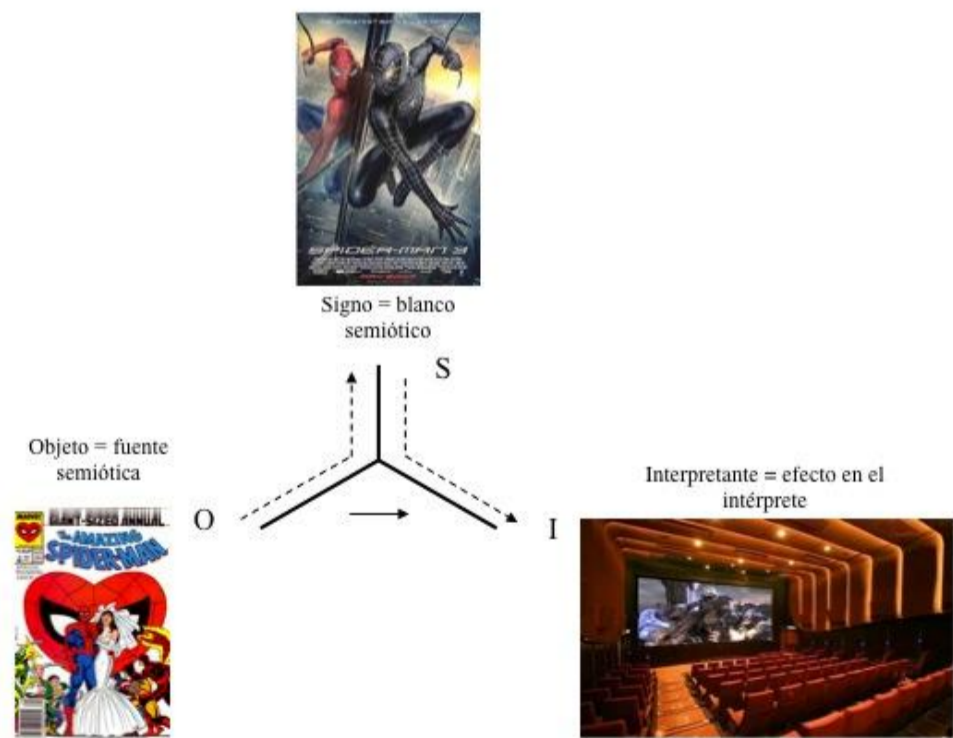 SPIDER-MAN 3
Signo = blanco
semiótico
S
Objeto = fuente
semiótica
O
Interpretante = efecto en el
intérprete
I
MARVEL
GIANT-SIZED ANNUAL
The AMAZING
SPIDER-MAN